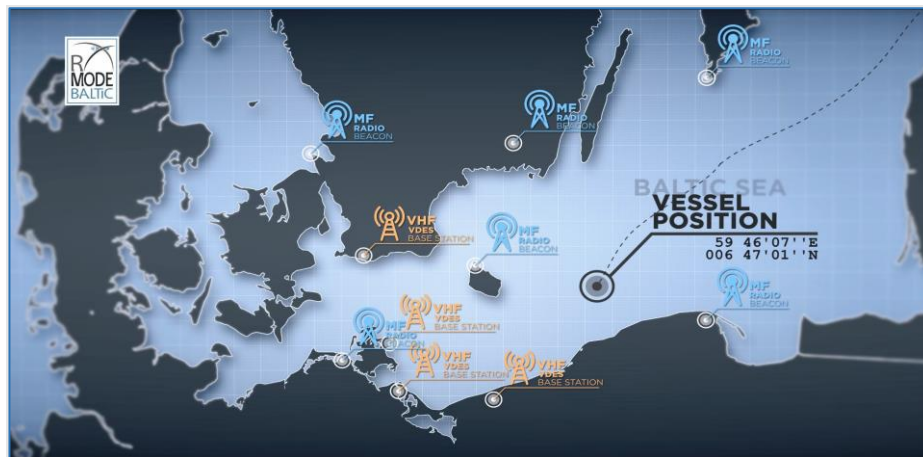 R
MODE
BALTIC
MF
RADIO
BEACON
MF
RADIO
BEACON
MF
RADIO
BEACON
VHF
VDES
BASE STATION
MF
RADIO
BEACON
BALTIC SEA
VESSEL
POSITION
59 46'07''E
006 47'01''N
MF
RADIO
BEACON
VHF
VDES
BASE STATION
MF
RADIO
BEACON
VHF
VDES
BASE STATION
VHF
VDES
BASE STATION